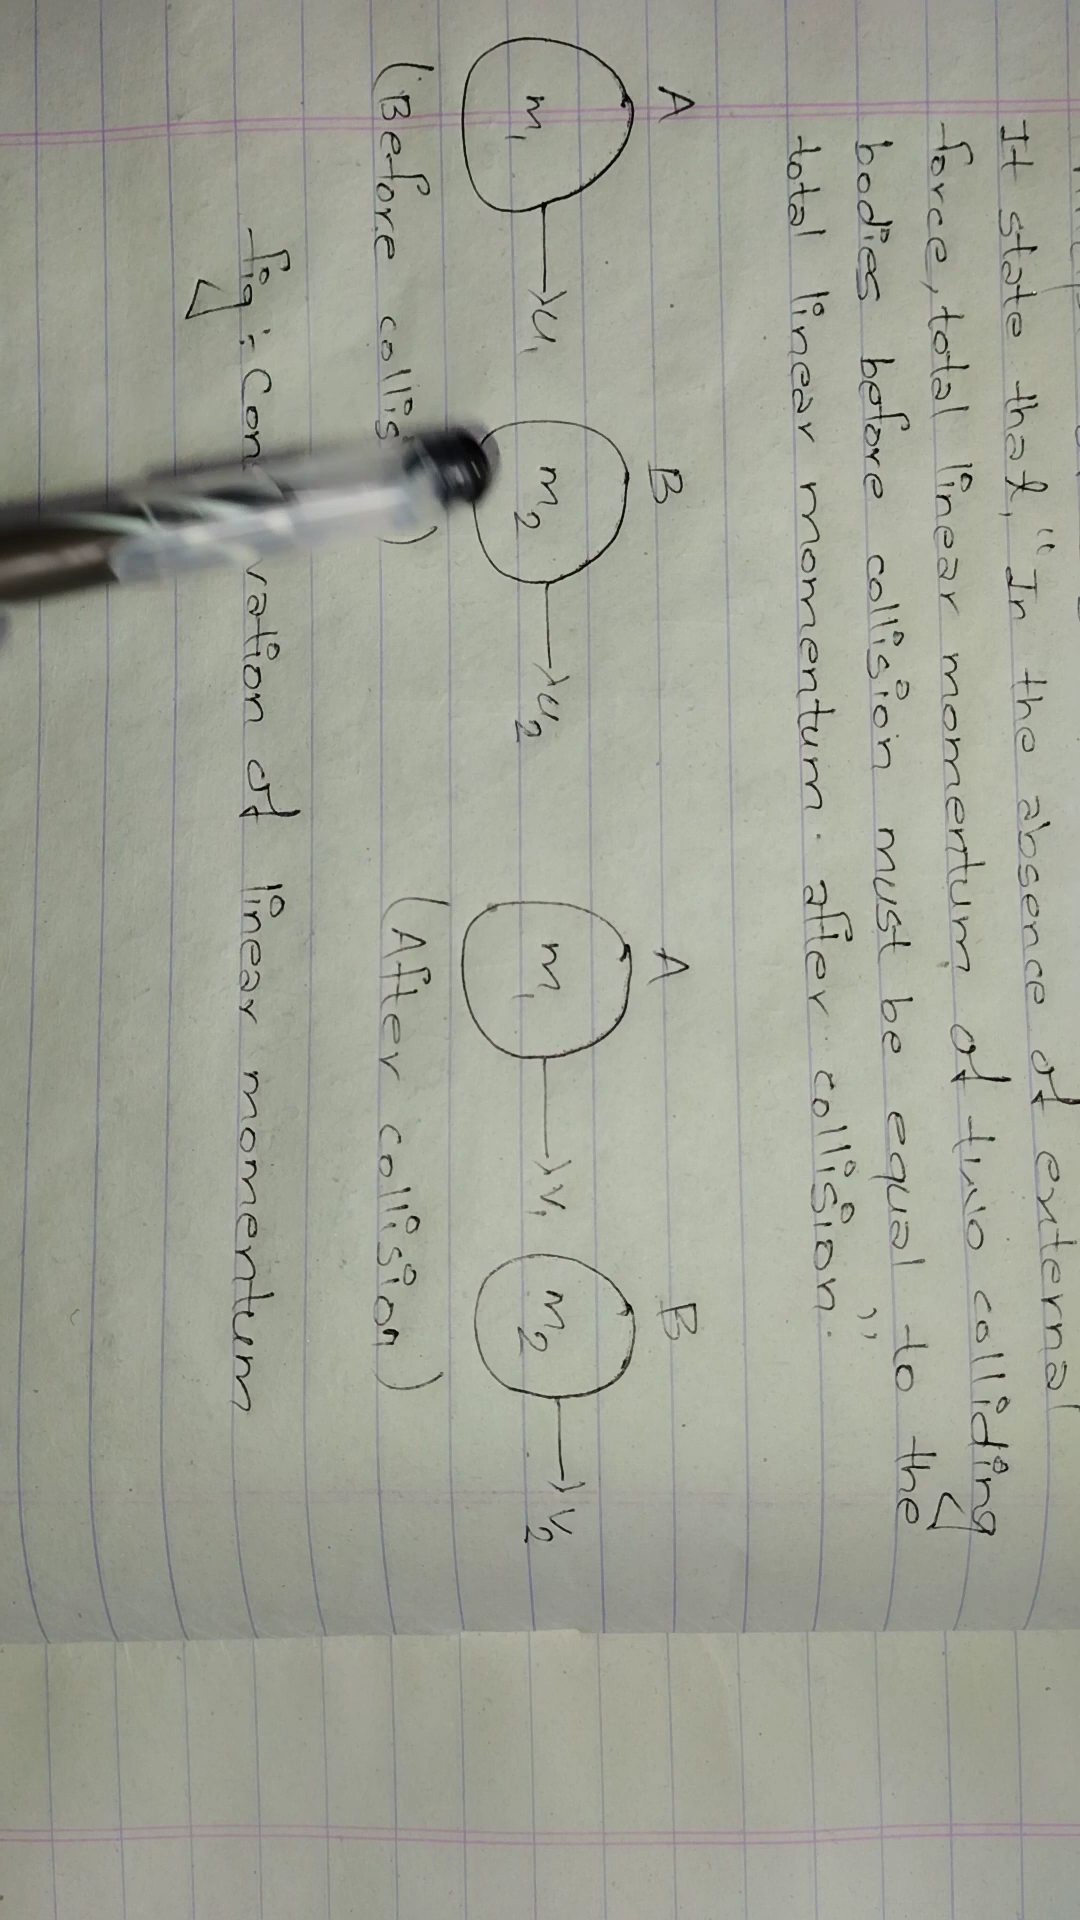 It state that, "In the absence of external
force, total linear momentum of two colliding
bodies before collision must be equal to the
total linear momentum. after collision."
A B A B
m₁ u₁ m₂ u₂ m₁ v₁ m₂ v₂
(Before ) (After collision)
fig: of linear momentum